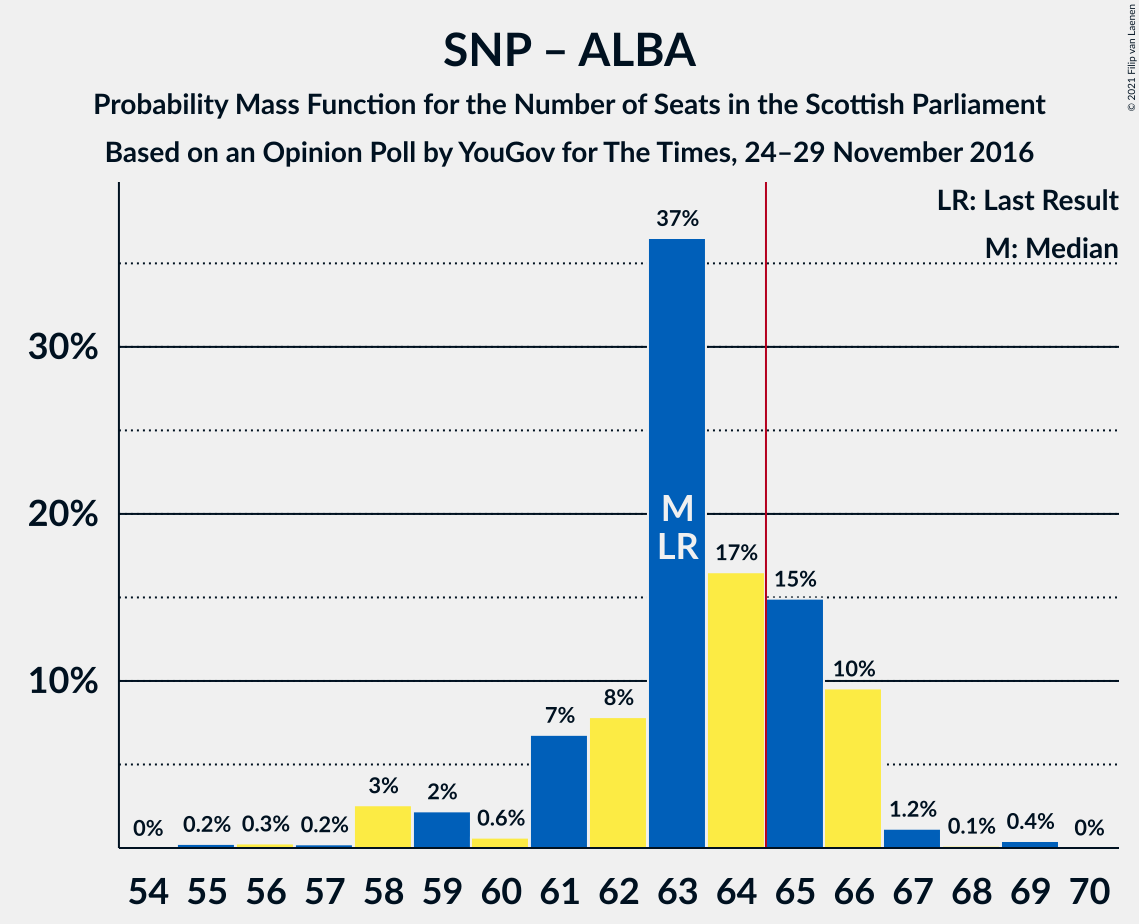 SNP – ALBA
Probability Mass Function for the Number of Seats in the Scottish Parliament
Based on an Opinion Poll by YouGov for The Times, 24–29 November 2016
© 2021 Filip van Laenen
LR: Last Result
M: Median
37%
30%
20%
10%
M
LR
17%
15%
10%
8%
7%
3%
2%
0.6%
1.2%
0% 0.2% 0.3% 0.2%
0.1% 0.4% 0%
54 55 56 57 58 59 60 61 62 63 64 65 66 67 68 69 70